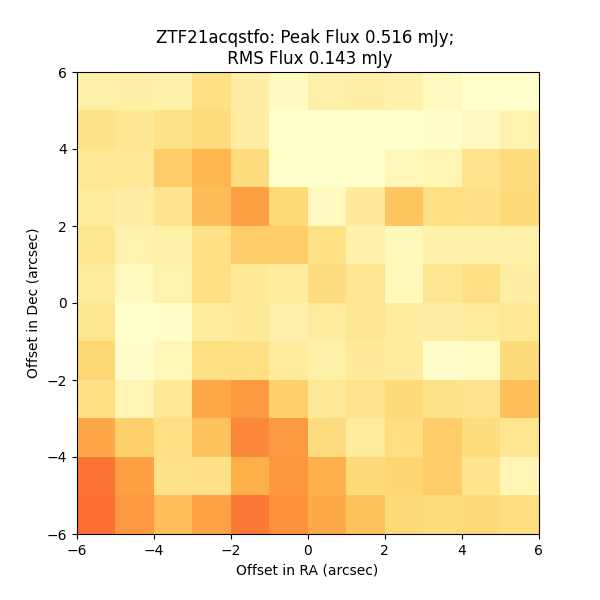 ZTF21acqstfo: Peak Flux 0.516 mJy;
RMS Flux 0.143 mJy
6
4
2
0
−2
−4
−6
Offset in Dec (arcsec)
−6 −4 −2 0 2 4 6
Offset in RA (arcsec)